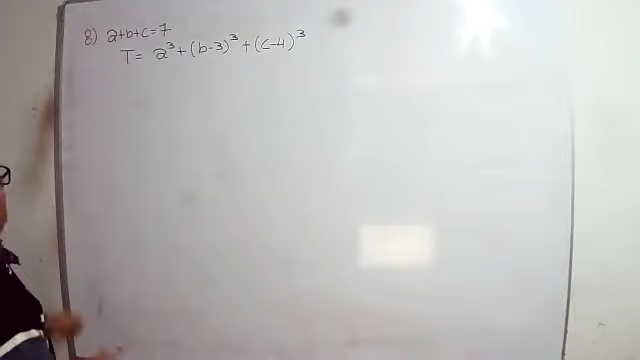 8) a+b+c=7
T= a³+(b-3)³+(c-4)³